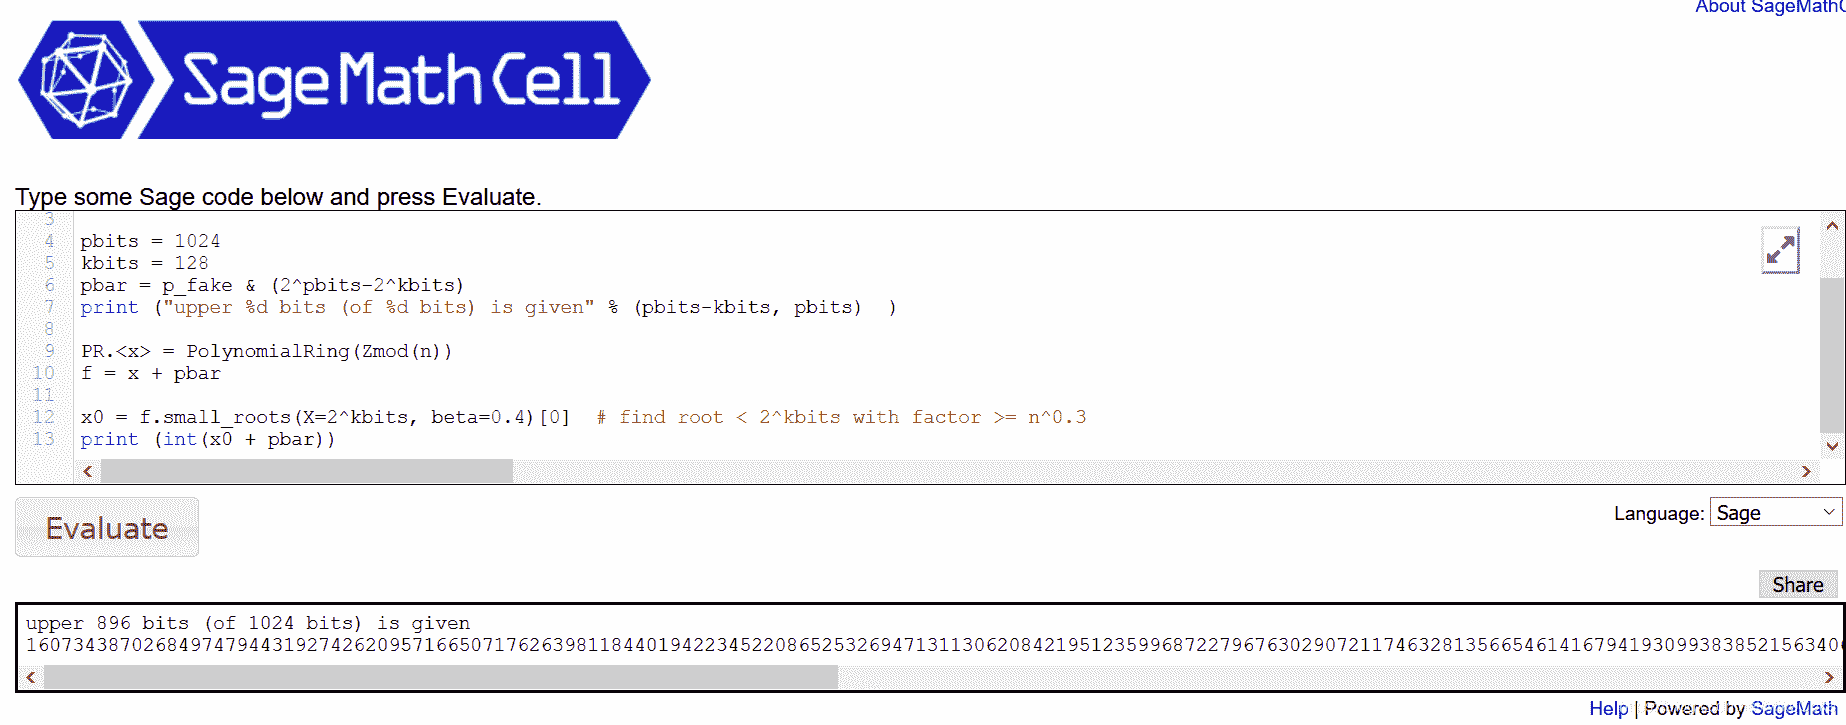 About SageMathC
SageMathCell
Type some Sage code below and press Evaluate.
3
4 pbits = 1024
5 kbits = 128
6 pbar = p_fake & (2^pbits-2^kbits)
7 print ("upper %d bits (of %d bits) is given" % (pbits-kbits, pbits)  )
8
9 PR.<x> = PolynomialRing(Zmod(n))
10 f = x + pbar
11
12 x0 = f.small_roots(X=2^kbits, beta=0.4)[0]  # find root < 2^kbits with factor >= n^0.3
13 print (int(x0 + pbar))
Evaluate
Language: Sage
Share
upper 896 bits (of 1024 bits) is given
160734387026849747944319274262095716650717626398118440194223452208652532694713113062084219512359968722796763029072117463281356654614167941930993838521563406
Help | Powered by SageMath